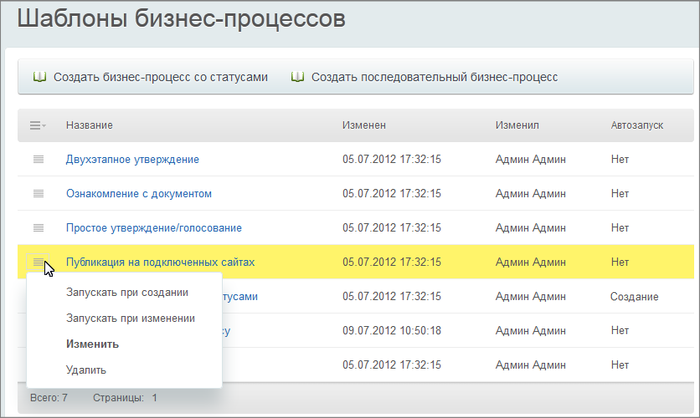 Шаблоны бизнес-процессов
Создать бизнес-процесс со статусами Создать последовательный бизнес-процесс
Название Изменен Изменил Автозапуск
Двухэтапное утверждение 05.07.2012 17:32:15 Админ Админ Нет
Ознакомление с документом 05.07.2012 17:32:15 Админ Админ Нет
Простое утверждение/голосование 05.07.2012 17:32:15 Админ Админ Нет
Публикация на подключенных сайтах 05.07.2012 17:32:15 Админ Админ Нет
Запускать при создании тусами 05.07.2012 17:32:15 Админ Админ Создание
Запускать при изменении су 09.07.2012 10:50:18 Админ Админ Нет
Изменить
Удалить 05.07.2012 17:32:15 Админ Админ Нет
Всего: 7 Страницы: 1